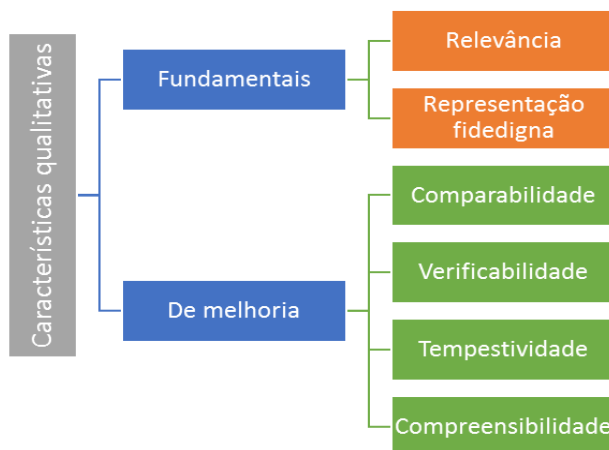 Características qualitativas
Fundamentais
Relevância
Representação
fidedigna
De melhoria
Comparabilidade
Verificabilidade
Tempestividade
Compreensibilidade